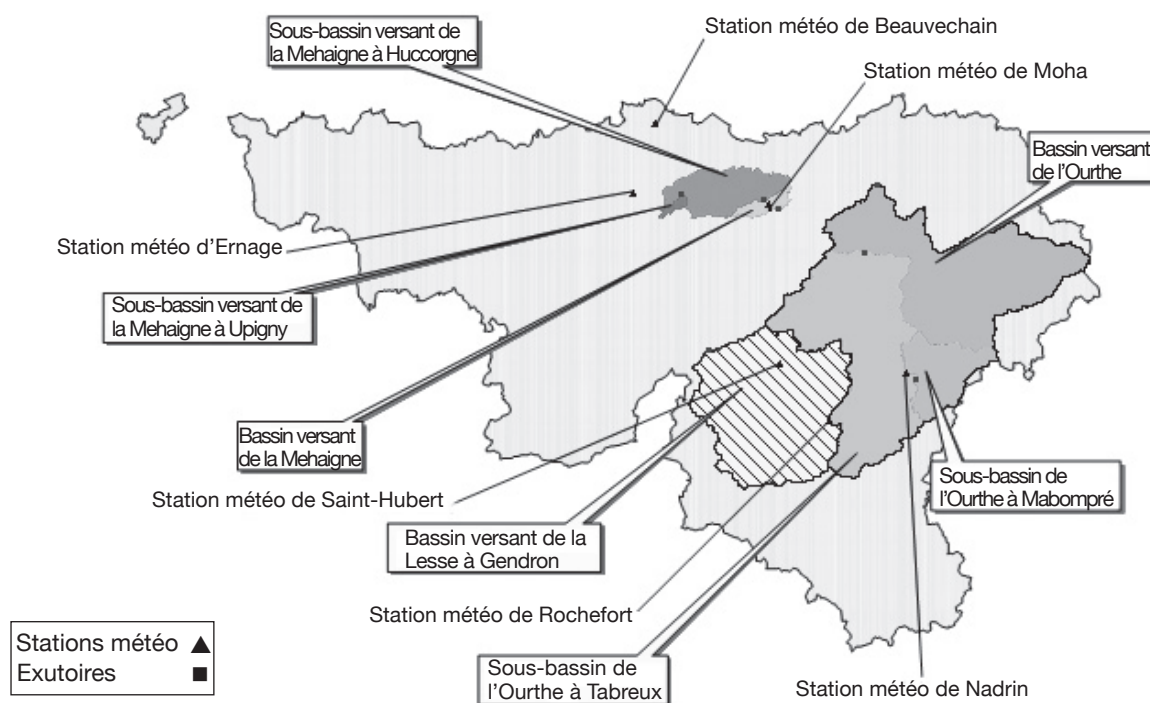 Sous-bassin versant de
la Mehaigne à Huccorgne
Station météo de Beauvechain
Station météo de Moha
Bassin versant
de l'Ourthe
Station météo d'Ernage
Sous-bassin versant de
la Mehaigne à Upigny
Bassin versant
de la Mehaigne
Station météo de Saint-Hubert
Sous-bassin de
l'Ourthe à Mabompré
Bassin versant de la
Lesse à Gendron
Station météo de Rochefort
Stations météo
Exutoires
Sous-bassin de
l'Ourthe à Tabreux
Station météo de Nadrin